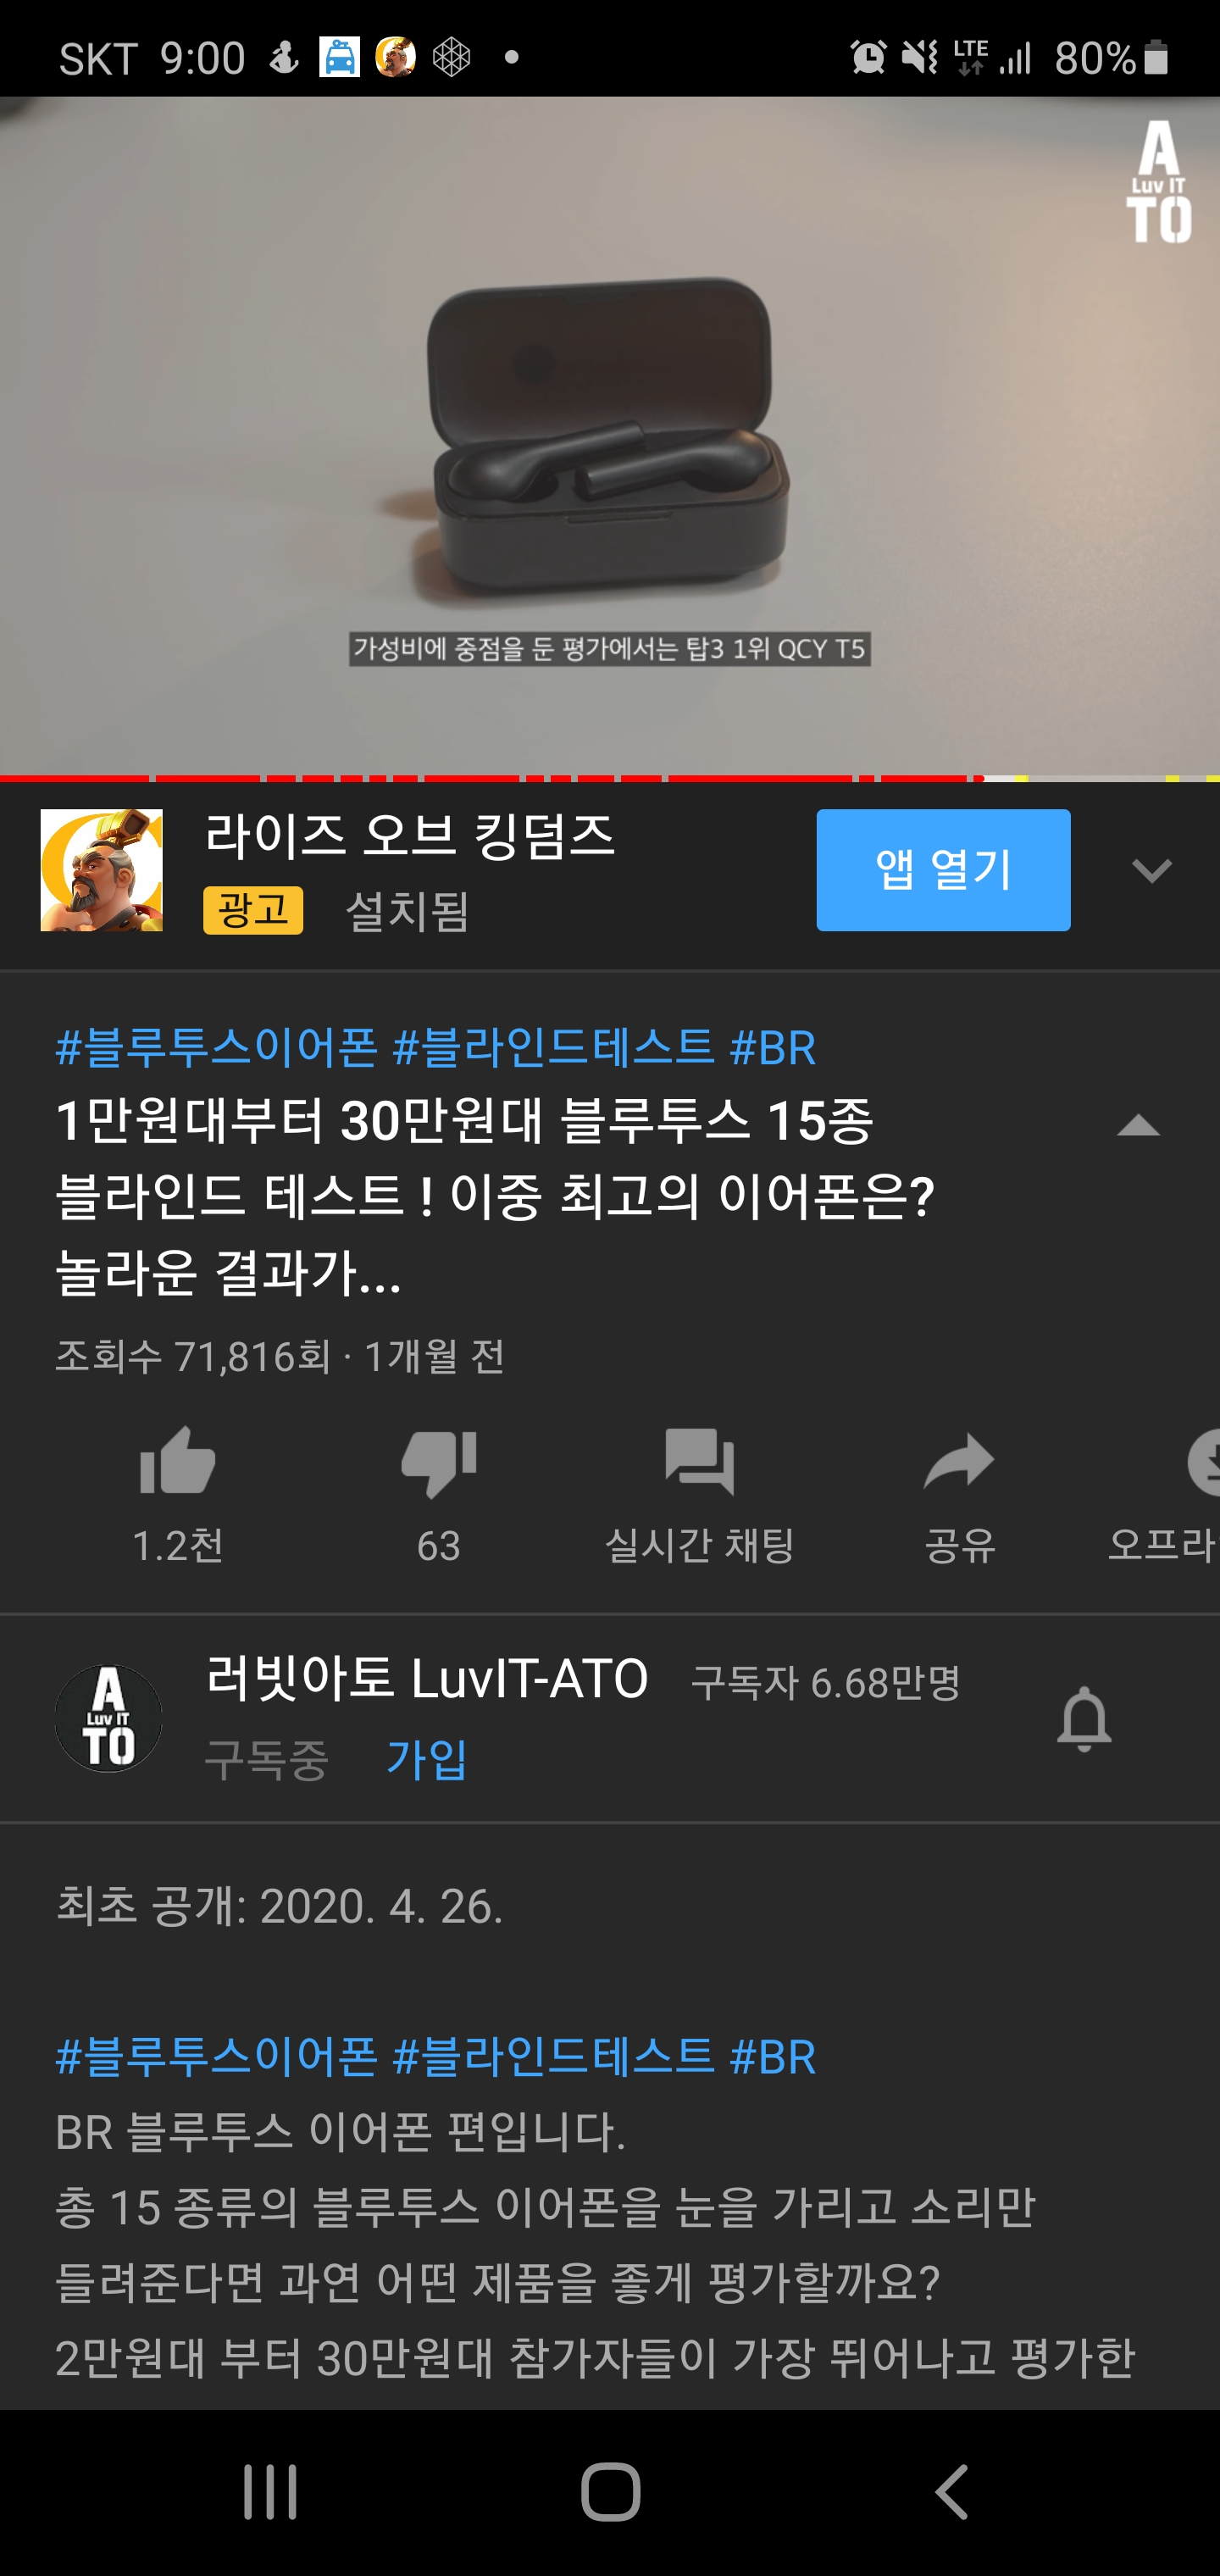 SKT 9:00 LTE 80%
A
Luv IT
TO
가성비에 중점을 둔 평가에서는 탑3 1위 QCY T5
라이즈 오브 킹덤즈
광고 설치됨
앱 열기
#블루투스이어폰 #블라인드테스트 #BR
1만원대부터 30만원대 블루투스 15종
블라인드 테스트 ! 이중 최고의 이어폰은?
놀라운 결과가...
조회수 71,816회 · 1개월 전
1.2천 63 실시간 채팅 공유 오프라
A
Luv IT
TO
러빗아토 LuvIT-ATO 구독자 6.68만명
구독중 가입
최초 공개: 2020. 4. 26.
#블루투스이어폰 #블라인드테스트 #BR
BR 블루투스 이어폰 편입니다.
총 15 종류의 블루투스 이어폰을 눈을 가리고 소리만
들려준다면 과연 어떤 제품을 좋게 평가할까요?
2만원대 부터 30만원대 참가자들이 가장 뛰어나고 평가한